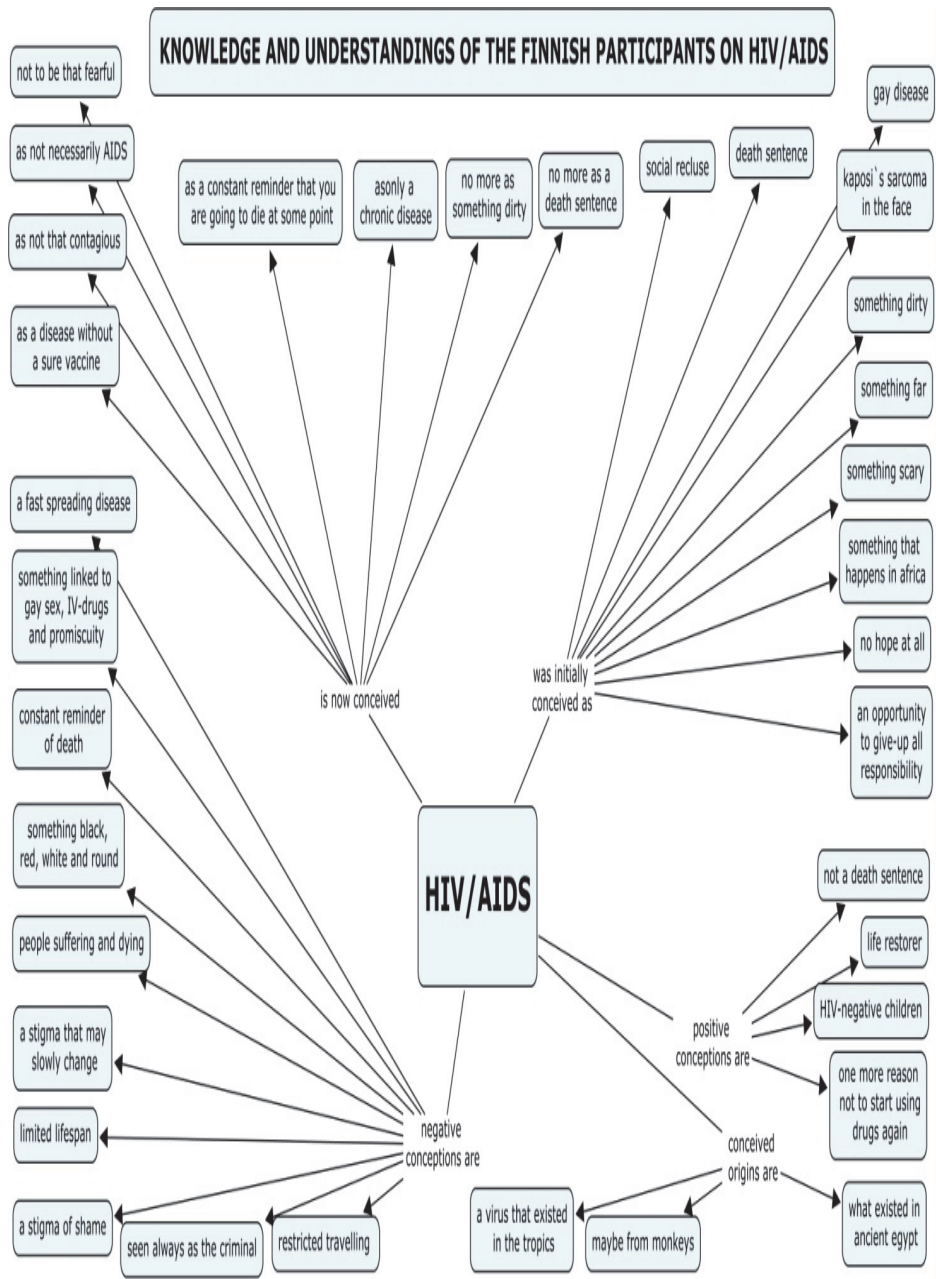 KNOWLEDGE AND UNDERSTANDINGS OF THE FINNISH PARTICIPANTS ON HIV/AIDS
not to be that fearful
as not necessarily AIDS
as not that contagious
as a disease without
a sure vaccine
as a constant reminder that you
are going to die at some point
asonly a
chronic disease
no more as
something dirty
no more as a
death sentence
social recluse
death sentence
gay disease
kaposi`s sarcoma
in the face
something dirty
something far
something scary
something that
happens in africa
no hope at all
an opportunity
to give-up all
responsibility
is now conceived
was initially
conceived as
a fast spreading disease
something linked to
gay sex, IV-drugs
and promiscuity
constant reminder
of death
something black,
red, white and round
people suffering and dying
a stigma that may
slowly change
limited lifespan
a stigma of shame
seen always as the criminal
restricted travelling
negative
conceptions are
HIV/AIDS
positive
conceptions are
not a death sentence
life restorer
HIV-negative children
one more reason
not to start using
drugs again
conceived
origins are
a virus that existed
in the tropics
maybe from monkeys
what existed in
ancient egypt